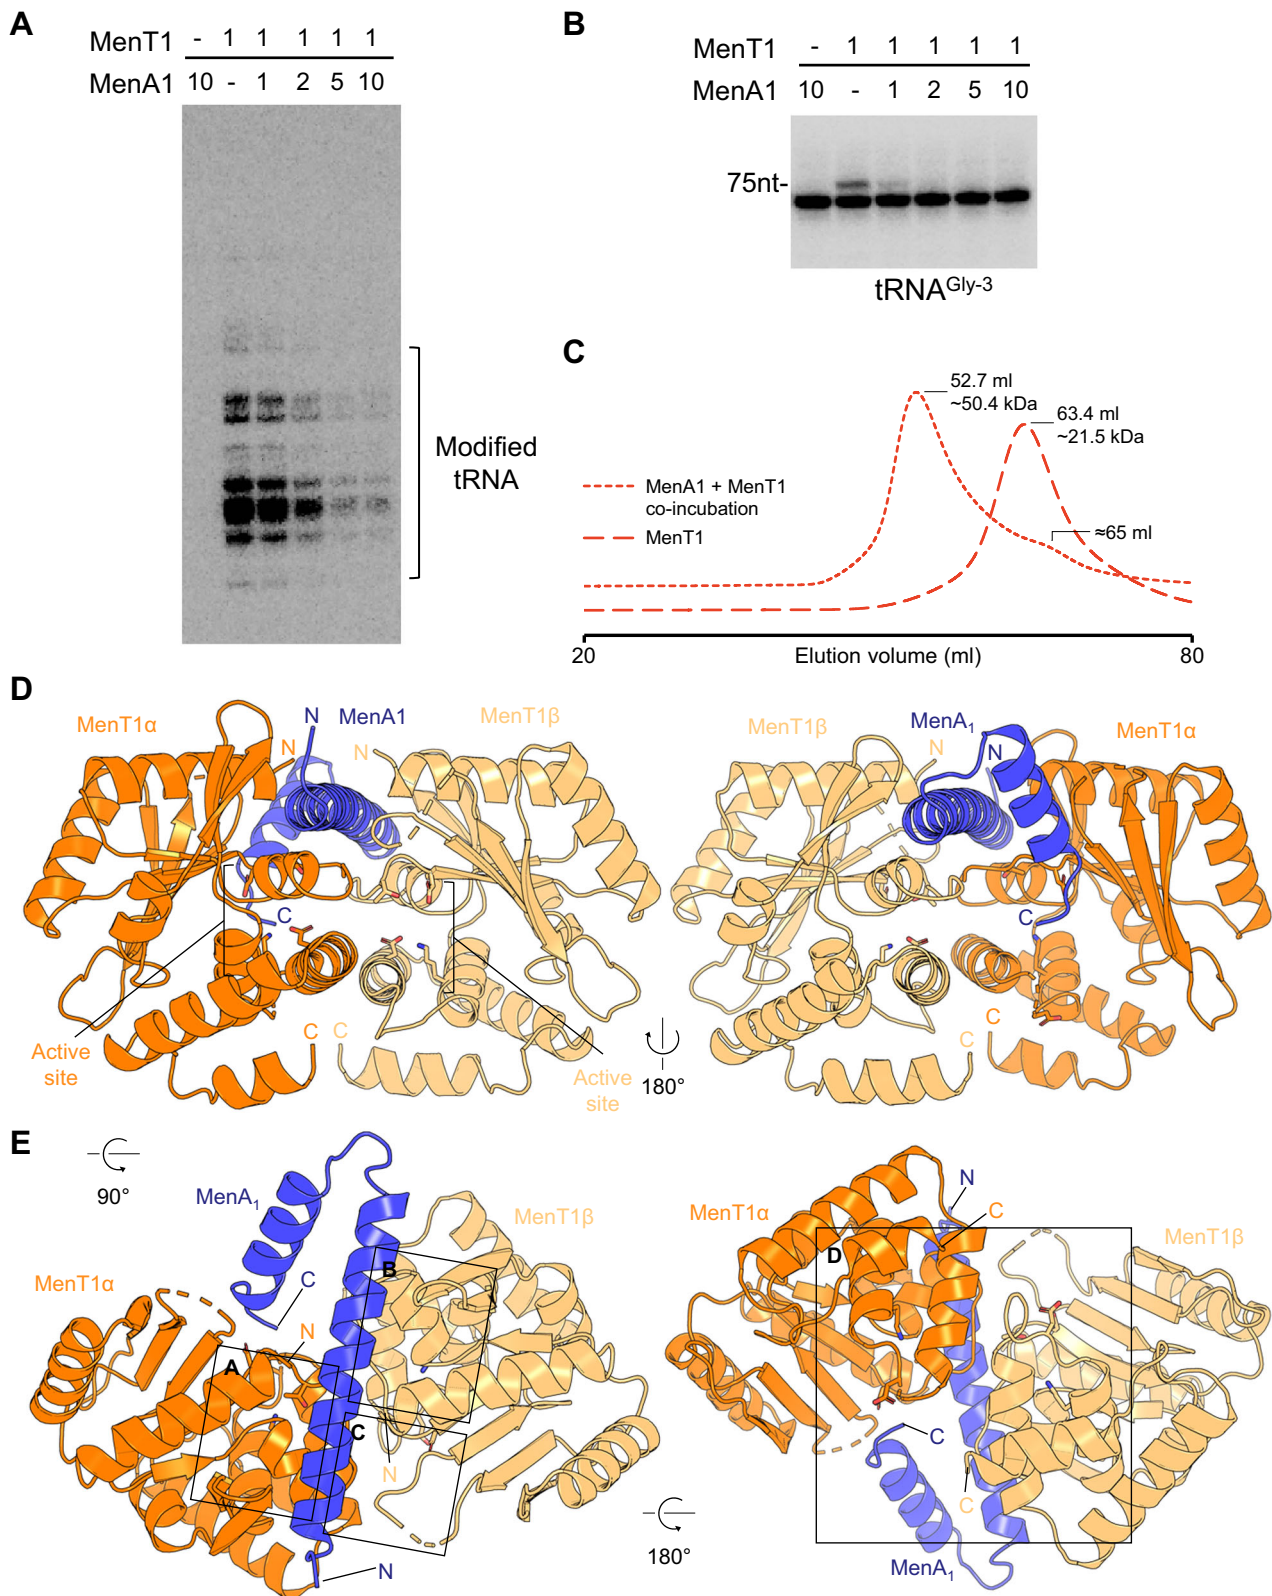 A
MenT1 - 1 1 1 1 1
MenA1 10 - 1 2 5 10
Modified
tRNA
B
MenT1 - 1 1 1 1 1
MenA1 10 - 1 2 5 10
75nt-
tRNAGly-3
C
52.7 ml
~50.4 kDa
63.4 ml
~21.5 kDa
MenA1 + MenT1
co-incubation
MenT1
≈65 ml
20
Elution volume (ml)
80
D
MenT1α
N
N
MenA1
N
MenT1β
C
Active
site
C
C
Active
site
180°
MenT1β
MenA1
N
N
MenT1α
C
C
C
E
90°
MenA1
MenT1β
MenT1α
C
N
B
A
C
N
N
180°
MenT1α
N
C
MenT1β
D
C
C
MenA1